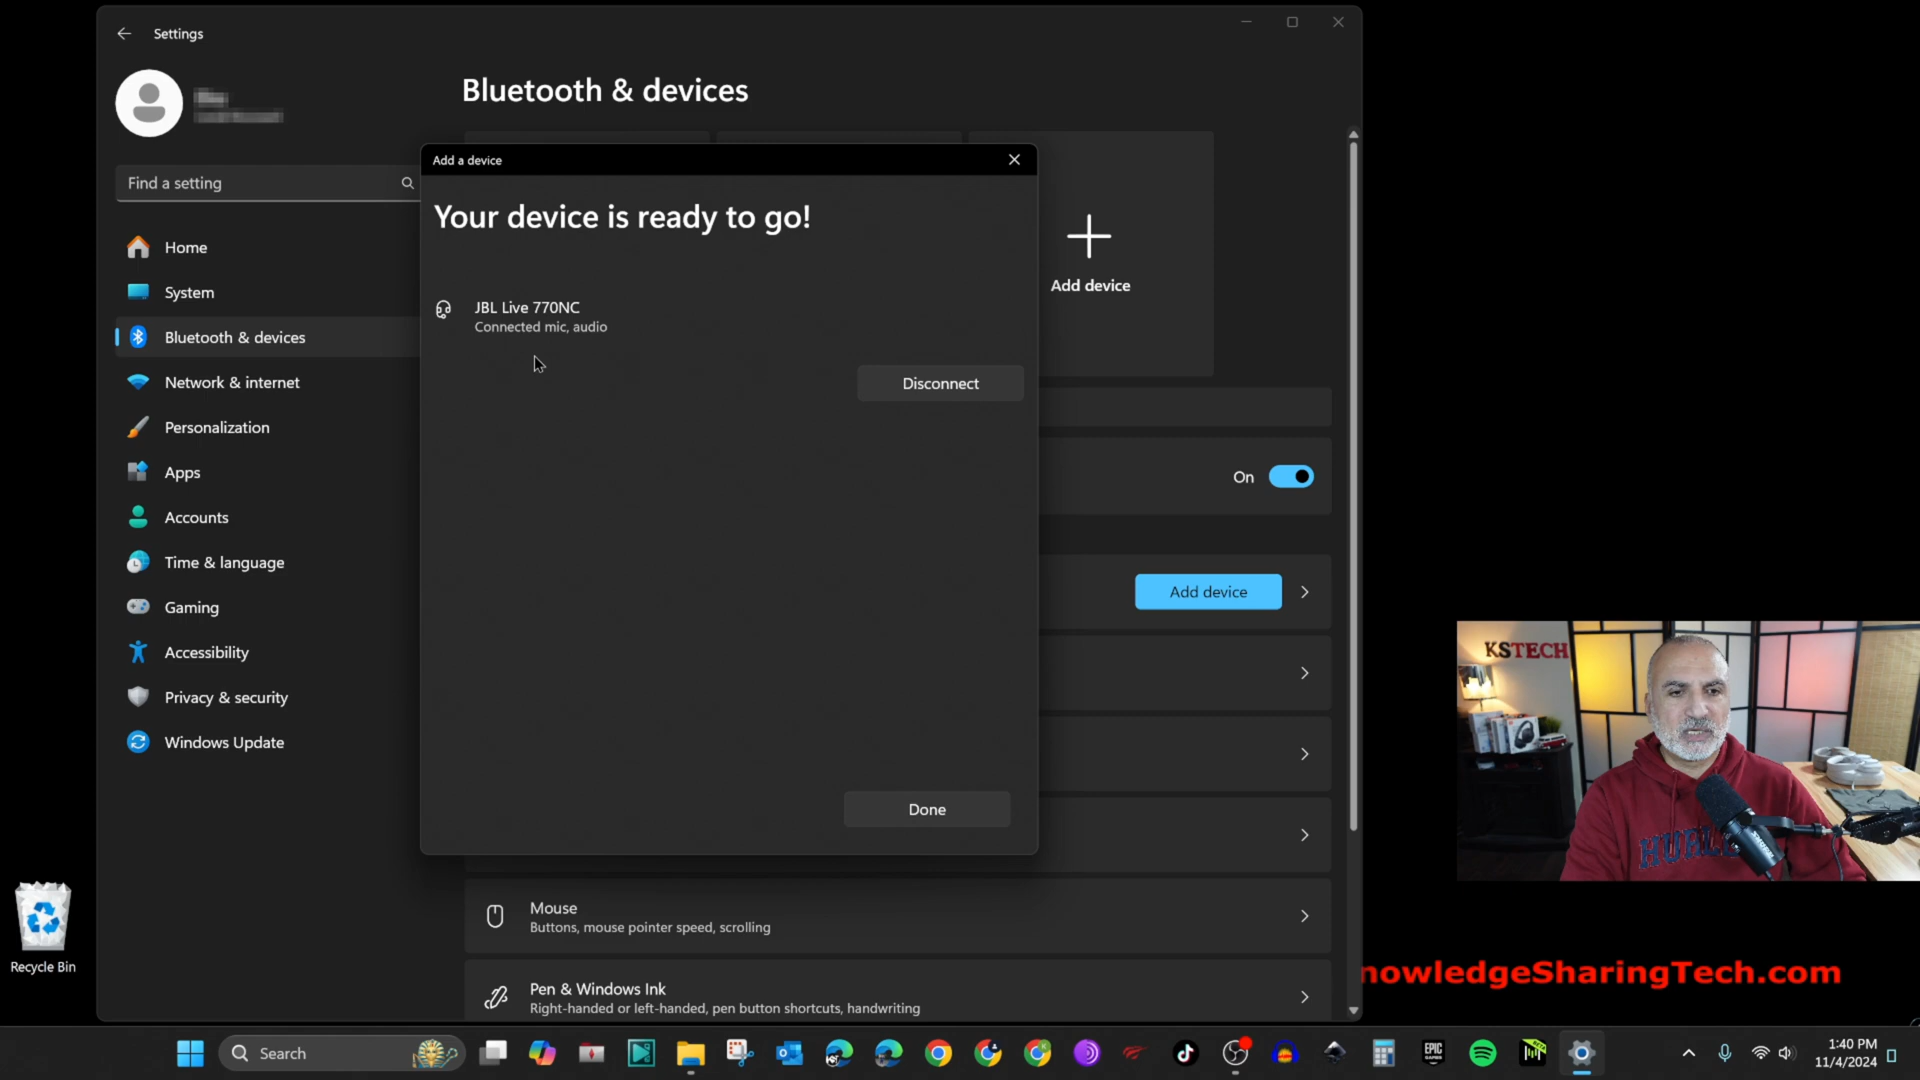 Settings
Bluetooth & devices
Find a setting
Home
System
Bluetooth & devices
Network & internet
Personalization
Apps
Accounts
Time & language
Gaming
Accessibility
Privacy & security
Windows Update
Add a device
Your device is ready to go!
JBL Live 770NC
Connected mic, audio
Disconnect
Done
Add device
On
Add device
Mouse
Buttons, mouse pointer speed, scrolling
Pen & Windows Ink
Right-handed or left-handed, pen button shortcuts, handwriting
KSTECH
nowledgeSharingTech.com
Recycle Bin
Search
EPIC
1:40 PM
11/4/2024